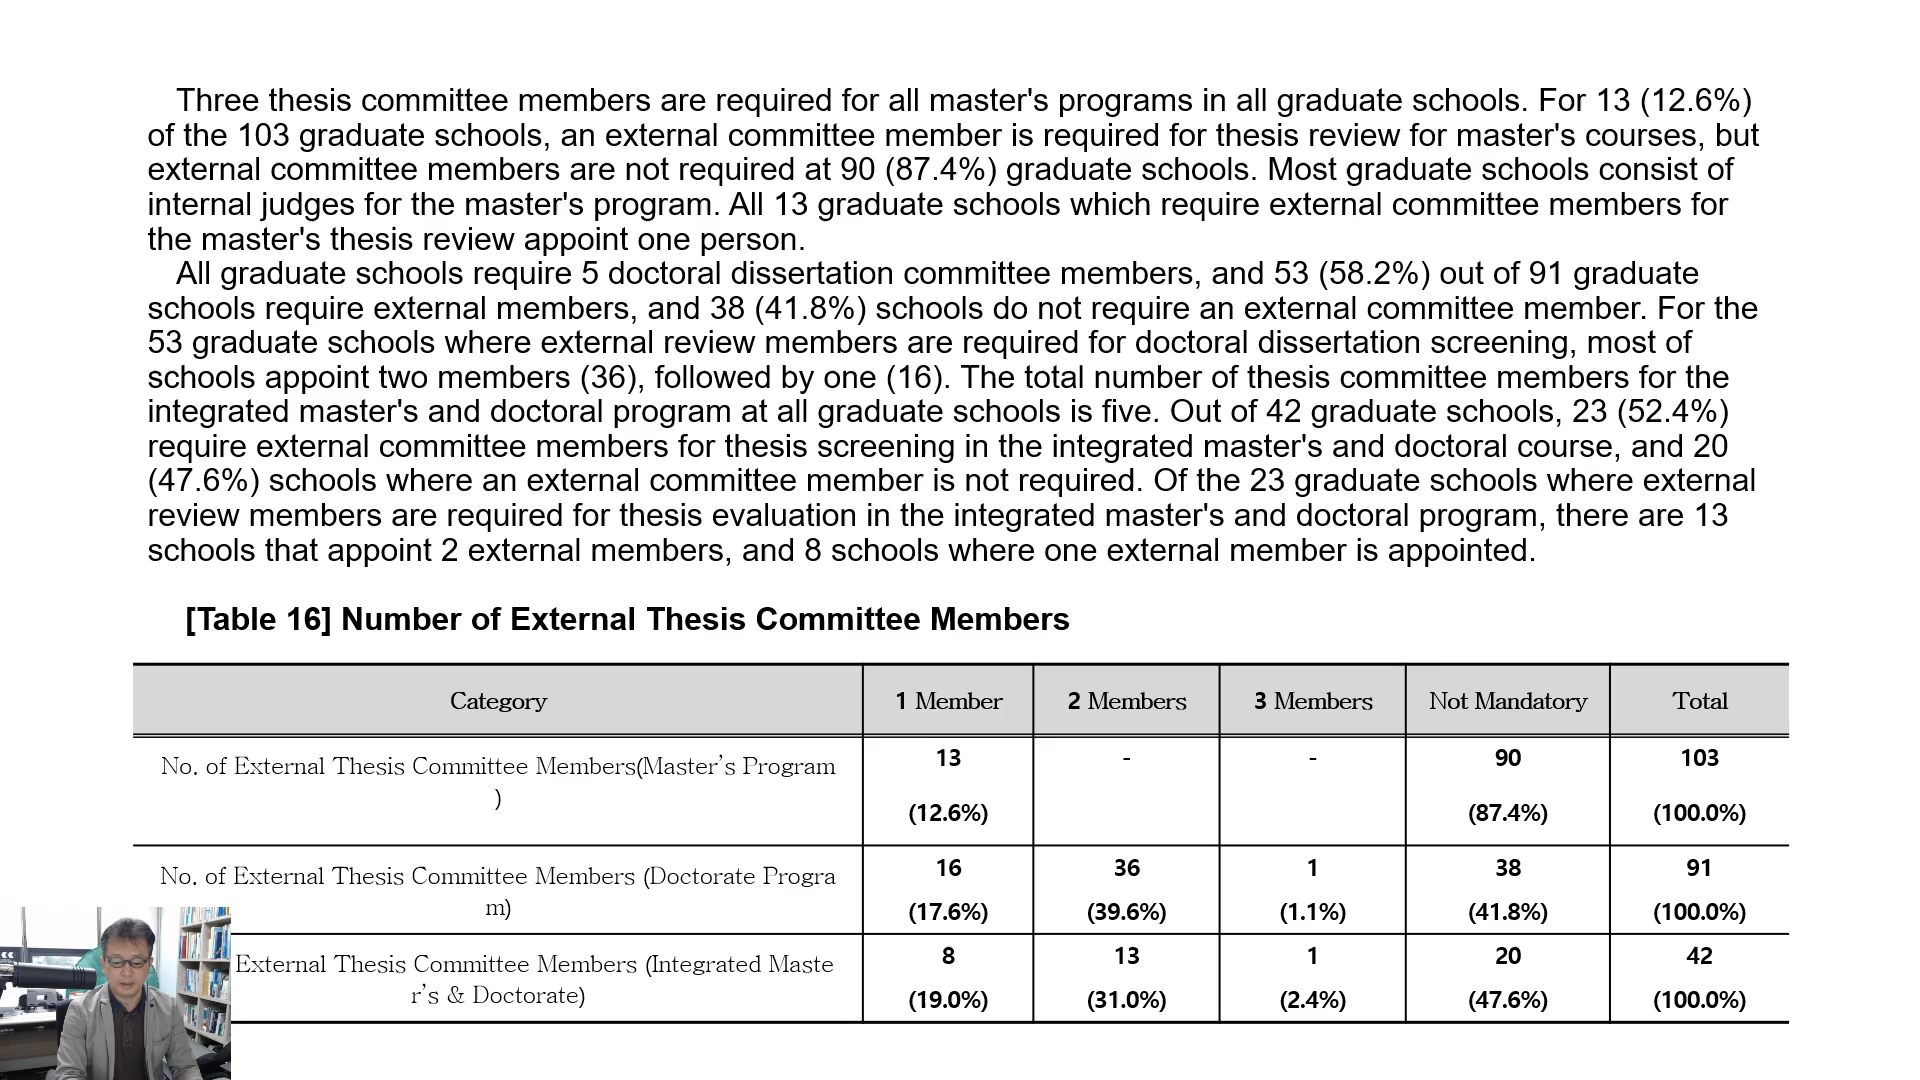 Three thesis committee members are required for all master's programs in all graduate schools. For 13 (12.6%)
of the 103 graduate schools, an external committee member is required for thesis review for master's courses, but
external committee members are not required at 90 (87.4%) graduate schools. Most graduate schools consist of
internal judges for the master's program. All 13 graduate schools which require external committee members for
the master's thesis review appoint one person.
All graduate schools require 5 doctoral dissertation committee members, and 53 (58.2%) out of 91 graduate
schools require external members, and 38 (41.8%) schools do not require an external committee member. For the
53 graduate schools where external review members are required for doctoral dissertation screening, most of
schools appoint two members (36), followed by one (16). The total number of thesis committee members for the
integrated master's and doctoral program at all graduate schools is five. Out of 42 graduate schools, 23 (52.4%)
require external committee members for thesis screening in the integrated master's and doctoral course, and 20
(47.6%) schools where an external committee member is not required. Of the 23 graduate schools where external
review members are required for thesis evaluation in the integrated master's and doctoral program, there are 13
schools that appoint 2 external members, and 8 schools where one external member is appointed.
[Table 16] Number of External Thesis Committee Members
Category 1 Member 2 Members 3 Members Not Mandatory Total
No. of External Thesis Committee Members(Master’s Program
)
13 - - 90 103
(12.6%) (87.4%) (100.0%)
No. of External Thesis Committee Members (Doctorate Progra
m)
16 36 1 38 91
(17.6%) (39.6%) (1.1%) (41.8%) (100.0%)
External Thesis Committee Members (Integrated Maste
r’s & Doctorate)
8 13 1 20 42
(19.0%) (31.0%) (2.4%) (47.6%) (100.0%)